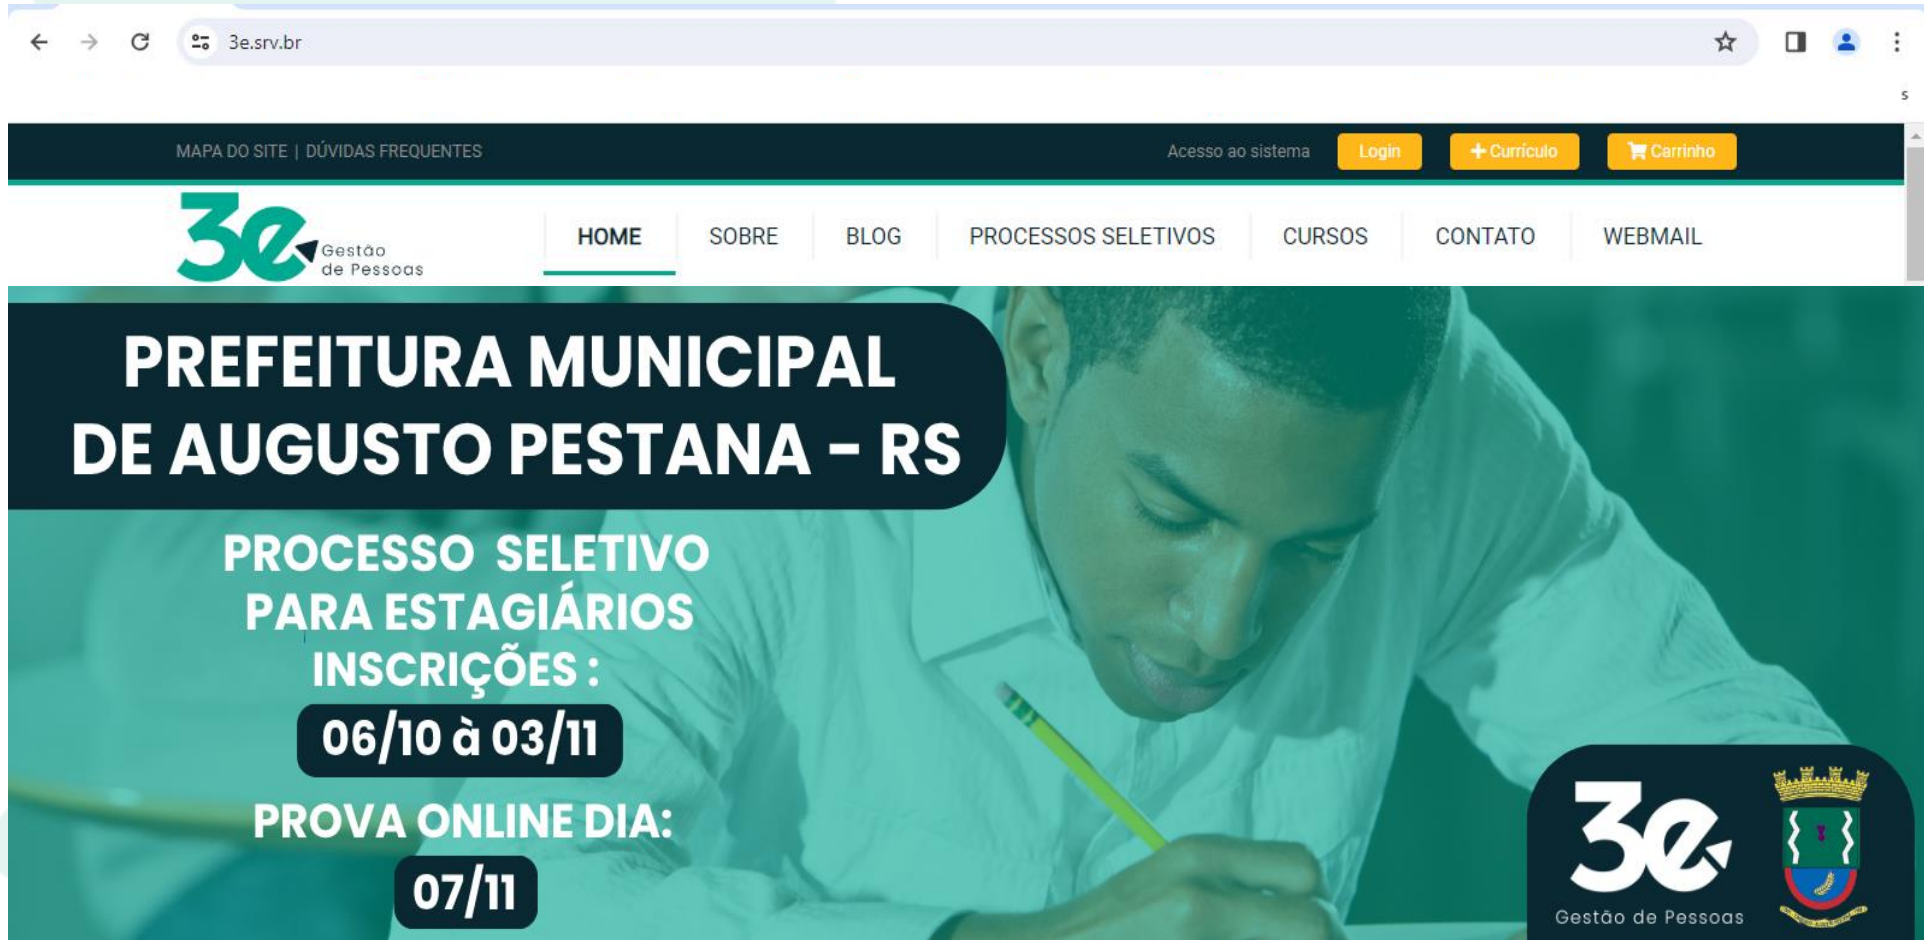 3e.srv.br
s
MAPA DO SITE | DÚVIDAS FREQUENTES
Acesso ao sistema
Login
+ Currículo
Carrinho
3e Gestão
de Pessoas
HOME
SOBRE
BLOG
PROCESSOS SELETIVOS
CURSOS
CONTATO
WEBMAIL
PREFEITURA MUNICIPAL
DE AUGUSTO PESTANA - RS
PROCESSO SELETIVO
PARA ESTAGIÁRIOS
INSCRIÇÕES :
06/10 à 03/11
PROVA ONLINE DIA:
07/11
3e
Gestão de Pessoas